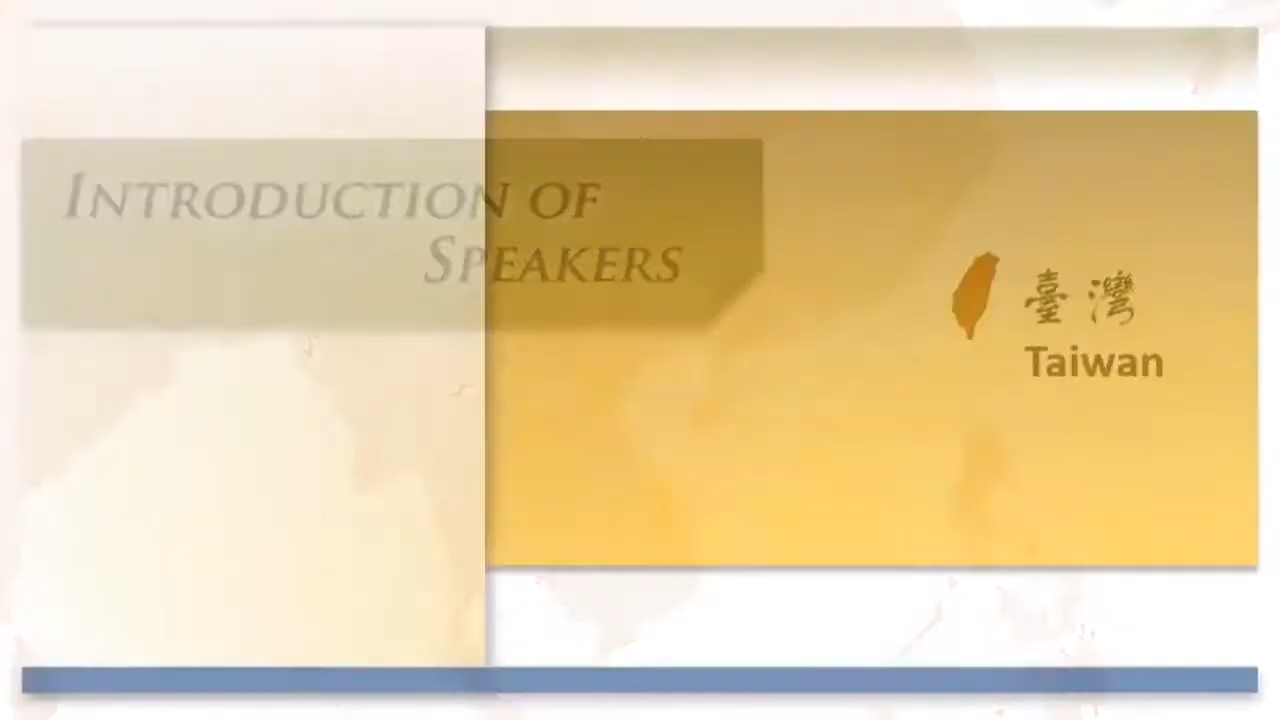 INTRODUCTION OF
SPEAKERS
臺灣
Taiwan